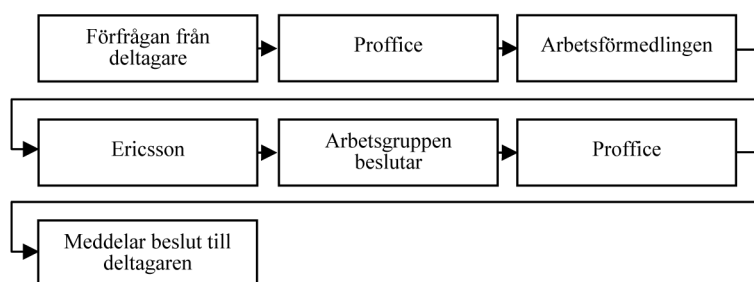 Förfrågan från
deltagare
Proffice
Arbetsförmedlingen
Ericsson
Arbetsgruppen
beslutar
Proffice
Meddelar beslut till
deltagaren